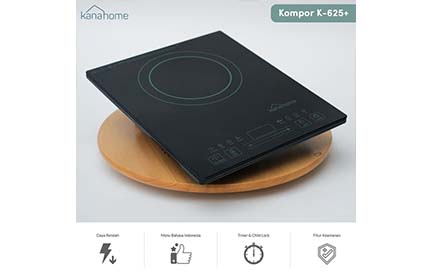 kanahome
Kompor K-625+
kanahome
Daya Rendah
Menu Bahasa Indonesia
Timer & Child Lock
Fitur Keamanan